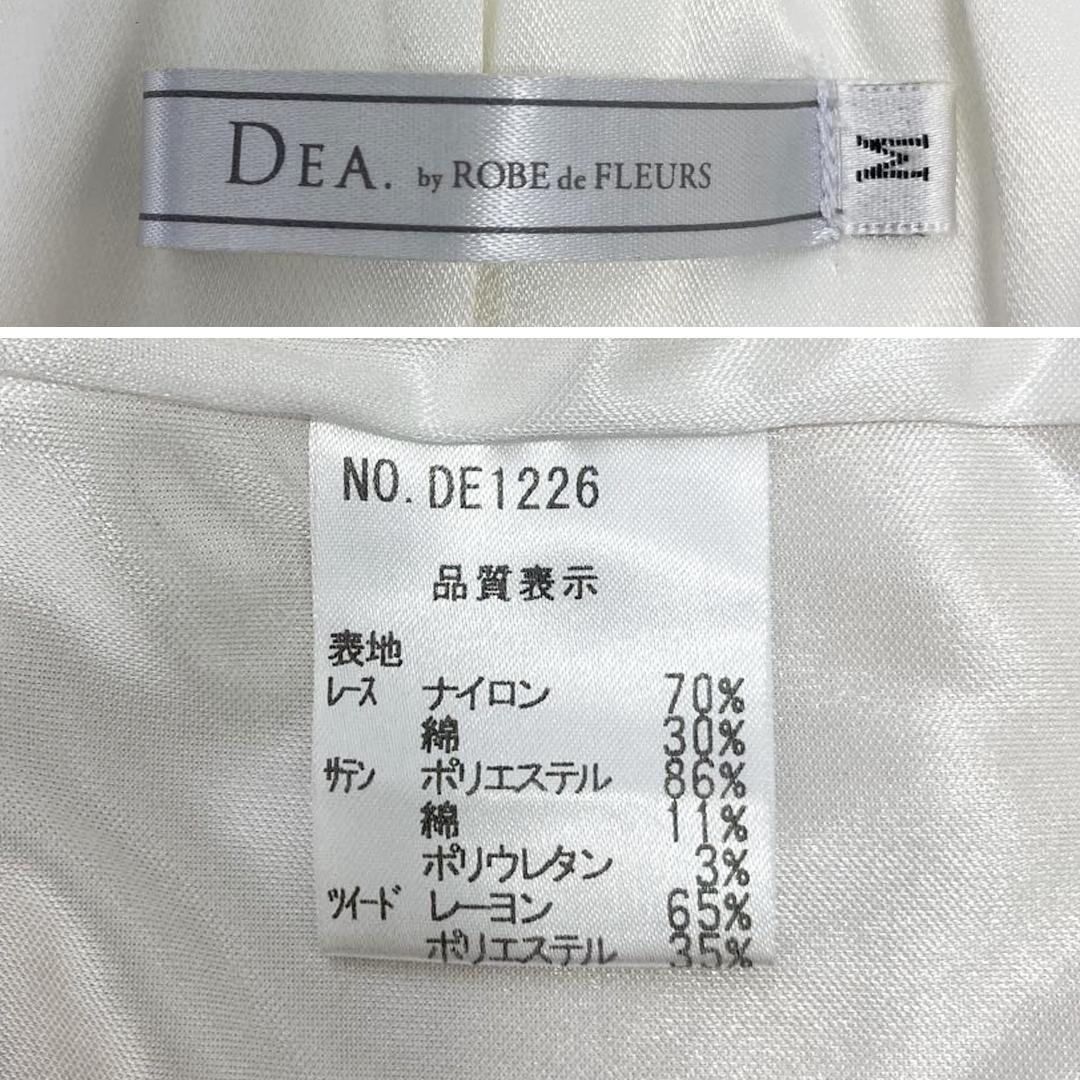 DEA. by ROBE de FLEURS M
NO. DE1226
品質表示
表地
レース ナイロン 70%
綿 30%
サテン ポリエステル 86%
綿 11%
ポリウレタン 3%
ツイード レーヨン 65%
ポリエステル 35%